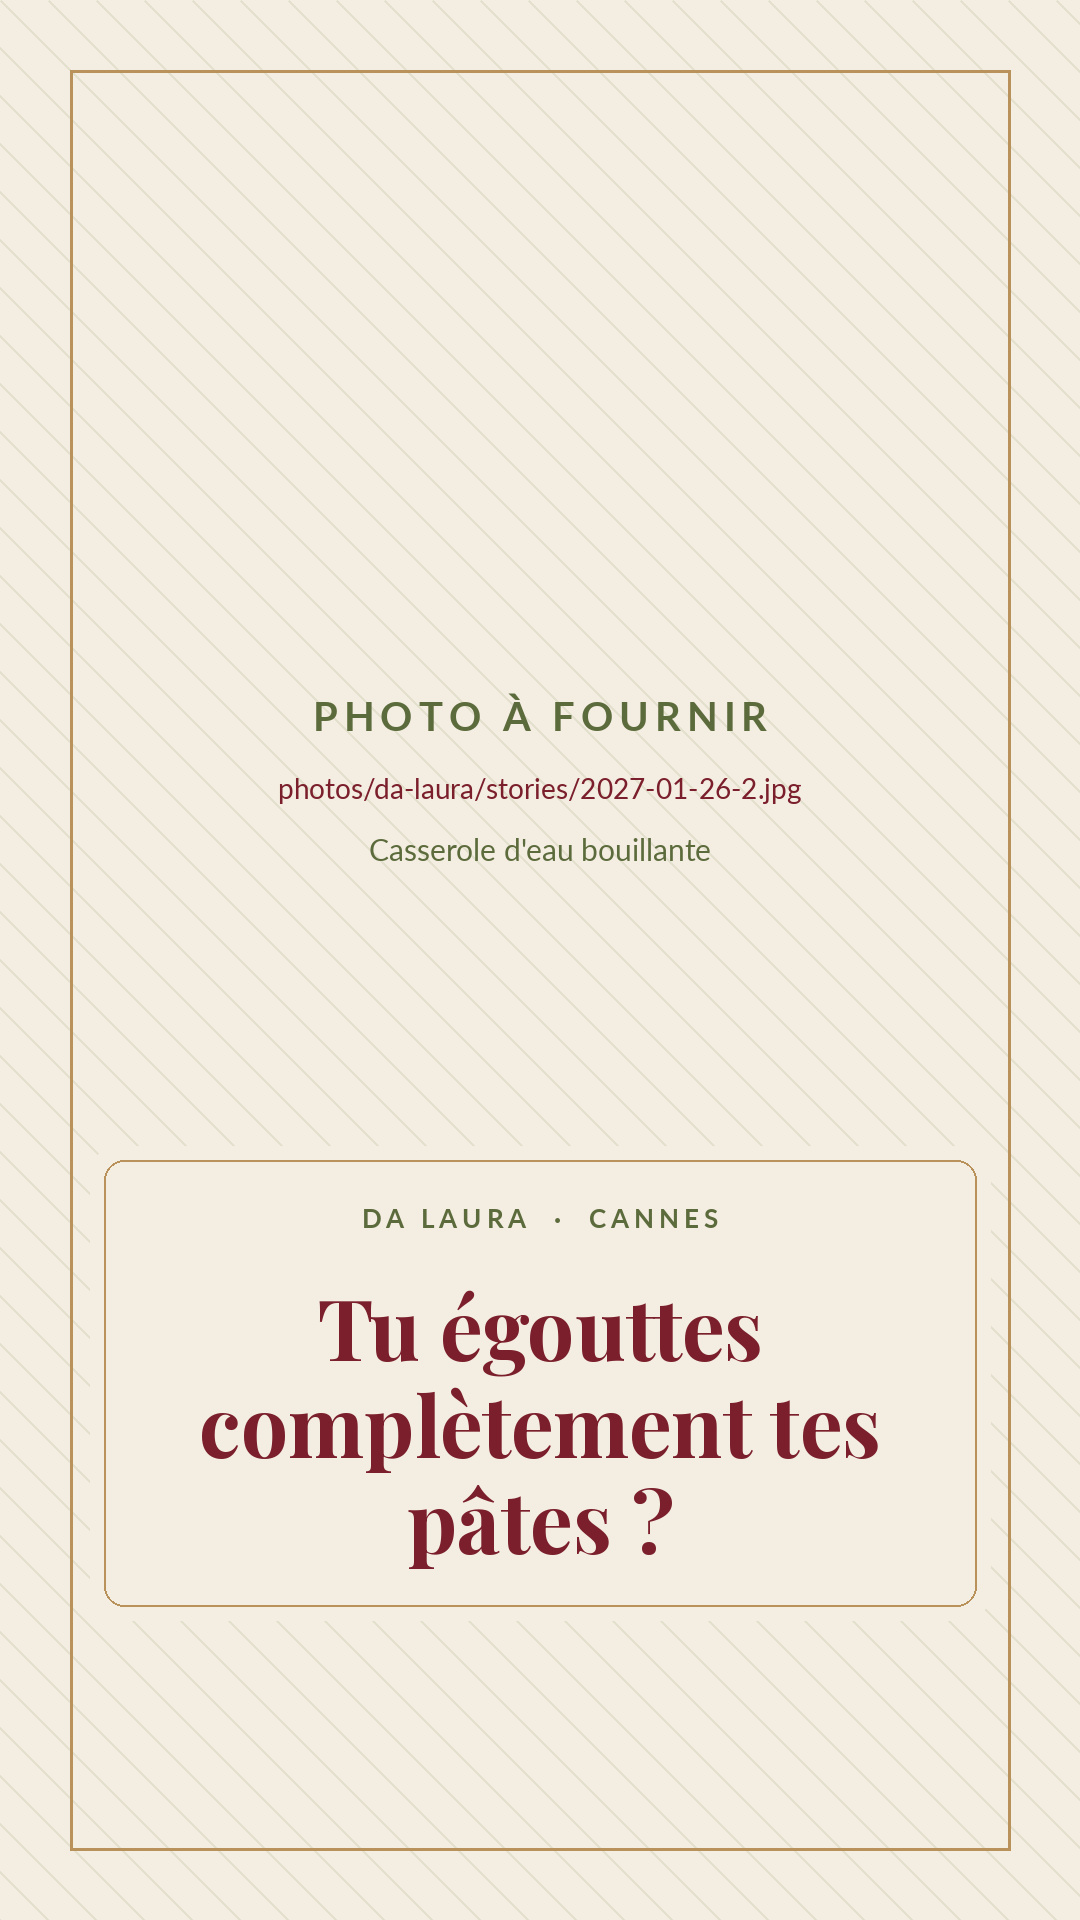 PHOTO À FOURNIR
photos/da-laura/stories/2027-01-26-2.jpg
Casserole d'eau bouillante
DA LAURA · CANNES
Tu égouttes
complètement tes
pâtes ?